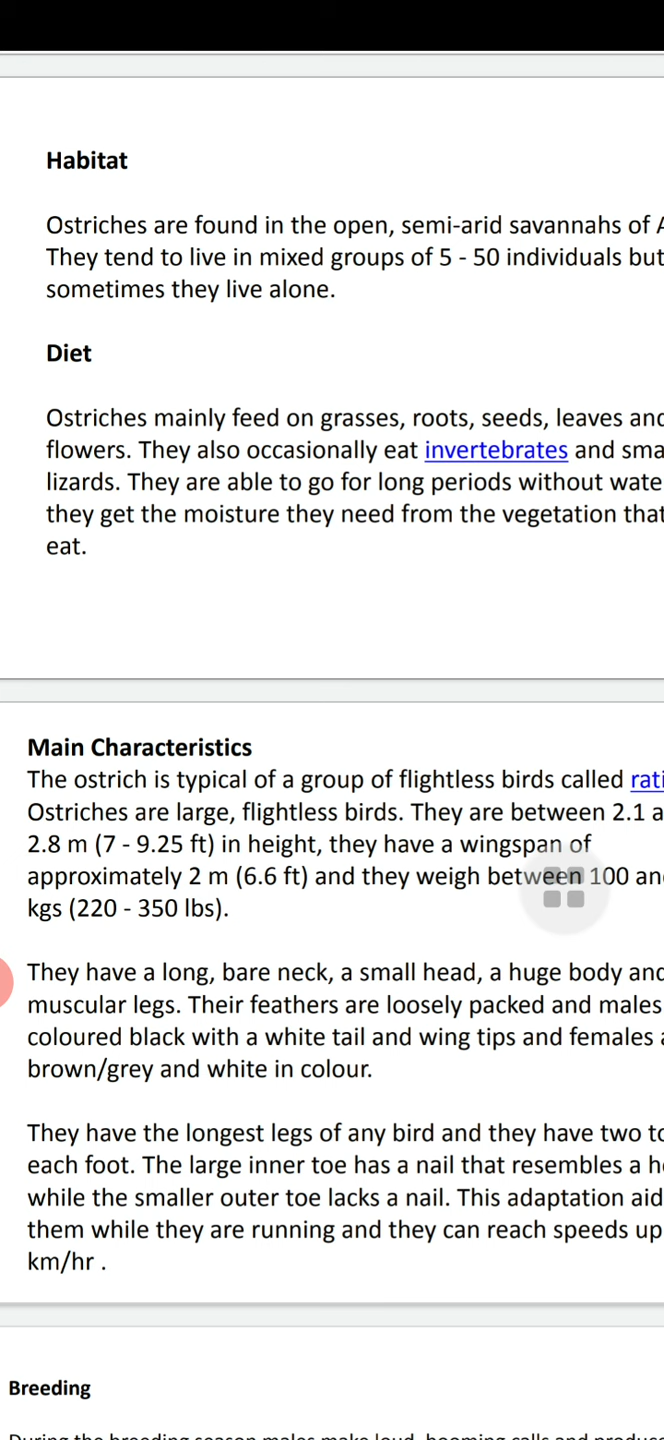 Habitat
Ostriches are found in the open, semi-arid savannahs of
They tend to live in mixed groups of 5 - 50 individuals but
sometimes they live alone.
Diet
Ostriches mainly feed on grasses, roots, seeds, leaves and
flowers. They also occasionally eat invertebrates and sma
lizards. They are able to go for long periods without wate
they get the moisture they need from the vegetation that
eat.
Main Characteristics
The ostrich is typical of a group of flightless birds called rati
Ostriches are large, flightless birds. They are between 2.1 a
2.8 m (7 - 9.25 ft) in height, they have a wingspan of
approximately 2 m (6.6 ft) and they weigh between 100 an
kgs (220 - 350 lbs).
They have a long, bare neck, a small head, a huge body and
muscular legs. Their feathers are loosely packed and males
coloured black with a white tail and wing tips and females a
brown/grey and white in colour.
They have the longest legs of any bird and they have two to
each foot. The large inner toe has a nail that resembles a h
while the smaller outer toe lacks a nail. This adaptation aid
them while they are running and they can reach speeds up
km/hr .
Breeding